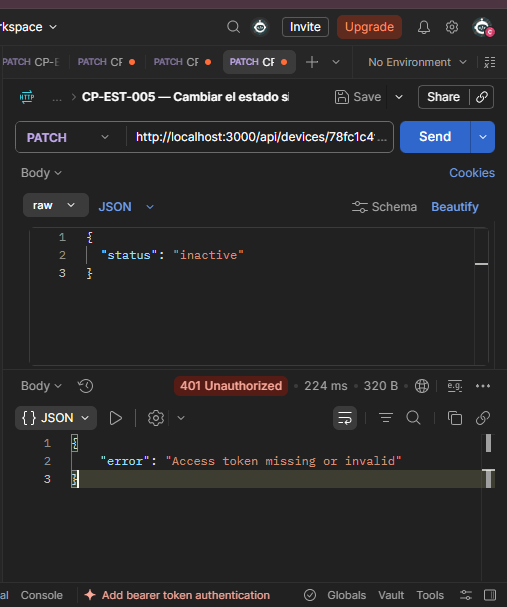 rkspace
Invite
Upgrade
PATCH CP-E
PATCH CF
PATCH CF
PATCH CF
No Environment
HTTP
... > CP-EST-005 — Cambiar el estado si
Save
Share
PATCH
http://localhost:3000/api/devices/78fc1c4 ...
Send
Body
Cookies
raw
JSON
Schema
Beautify
1 {
2 "status": "inactive"
3 }
Body
401 Unauthorized • 224 ms • 320 B
e.g.
{} JSON
1 {
2 "error": "Access token missing or invalid"
3 }
al
Console
Add bearer token authentication
Globals
Vault
Tools